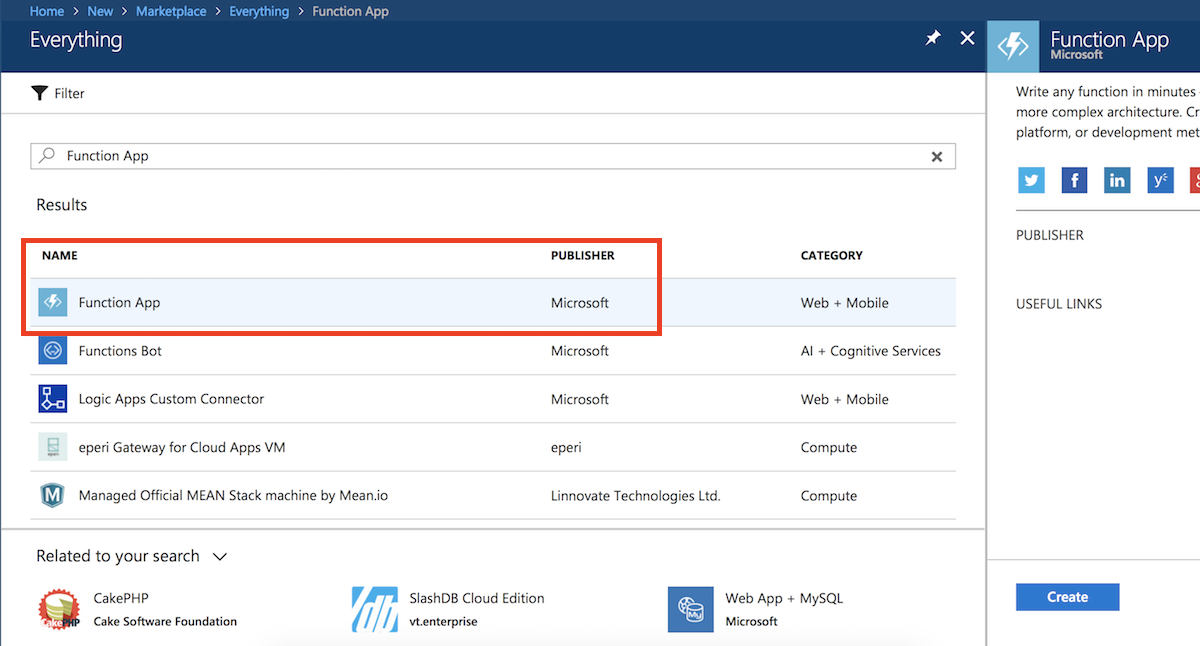 Home > New > Marketplace > Everything > Function App
Everything
Function App
Microsoft
Filter
Write any function in minutes
more complex architecture. Cr
platform, or development met
Function App
Results
NAME PUBLISHER CATEGORY
Function App Microsoft Web + Mobile
Functions Bot Microsoft AI + Cognitive Services
Logic Apps Custom Connector Microsoft Web + Mobile
eperi Gateway for Cloud Apps VM eperi Compute
Managed Official MEAN Stack machine by Mean.io Linnovate Technologies Ltd. Compute
PUBLISHER
USEFUL LINKS
Related to your search
CakePHP
Cake Software Foundation
SlashDB Cloud Edition
vt.enterprise
Web App + MySQL
Microsoft
Create